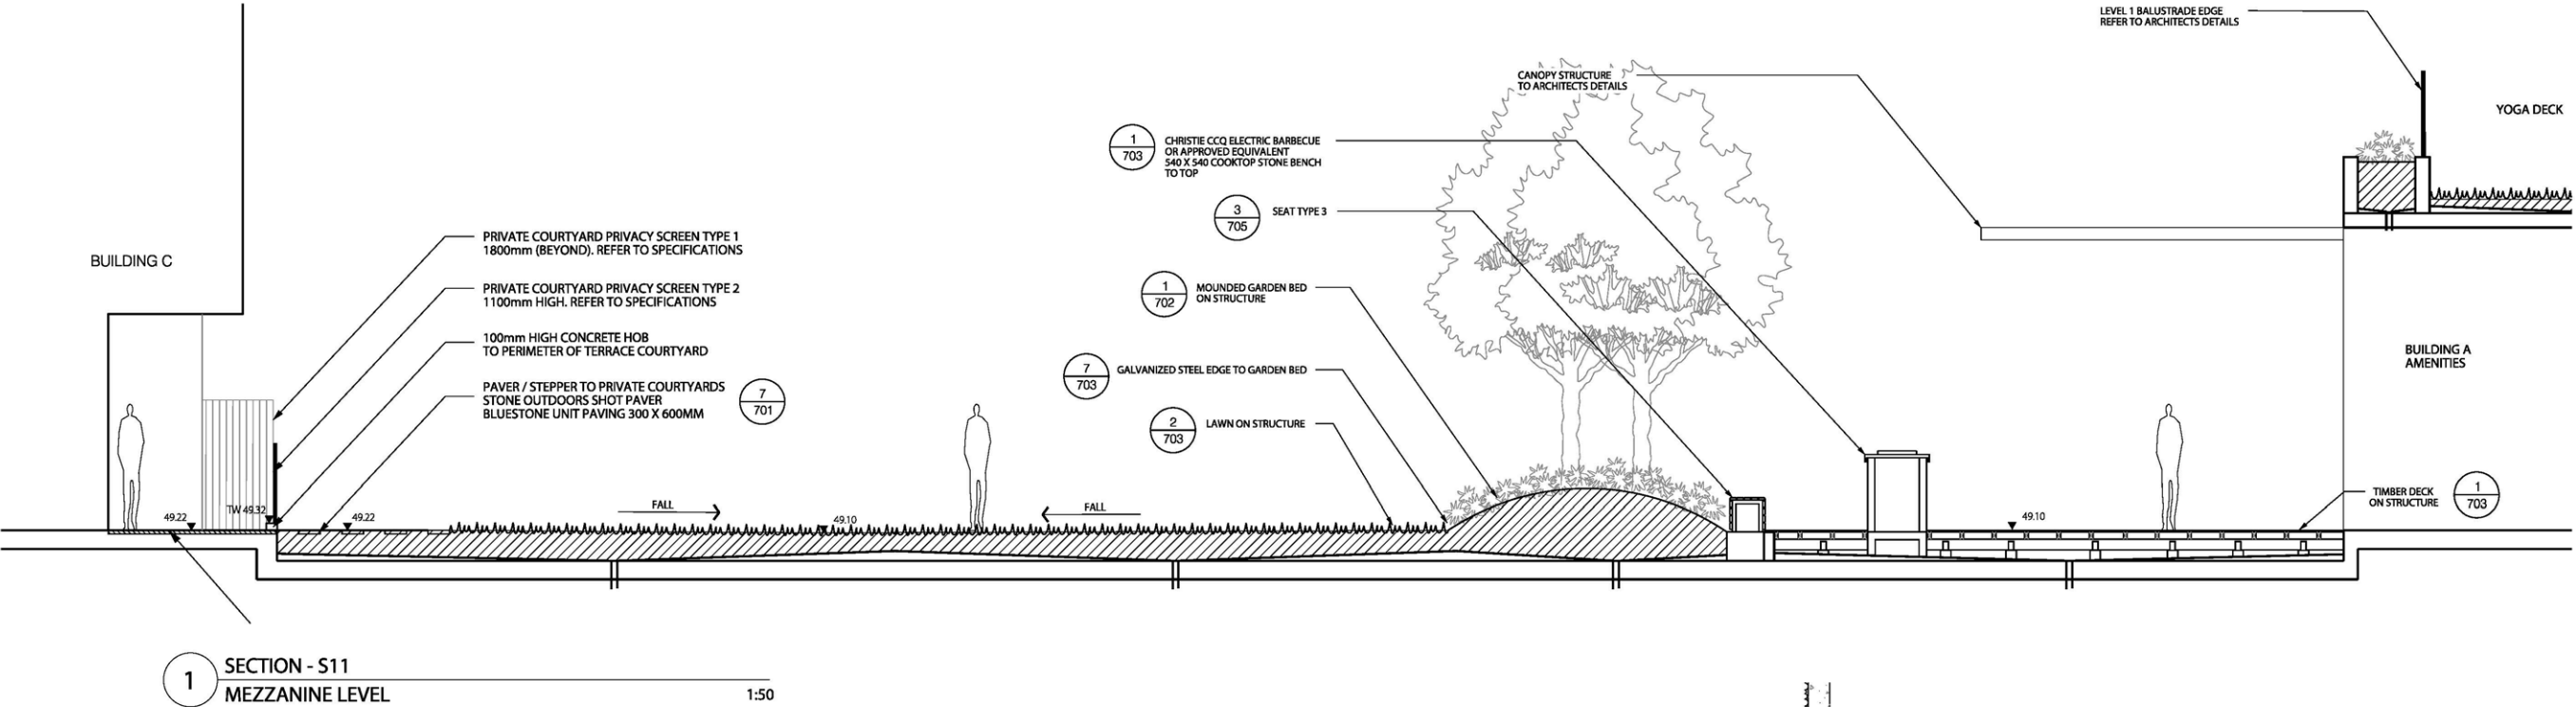 LEVEL 1 BALUSTRADE EDGE
REFER TO ARCHITECTS DETAILS
CANOPY STRUCTURE
TO ARCHITECTS DETAILS
YOGA DECK
1
703
CHRISTIE CCQ ELECTRIC BARBECUE
OR APPROVED EQUIVALENT
540 X 540 COOKTOP STONE BENCH
TO TOP
3
705
SEAT TYPE 3
BUILDING C
PRIVATE COURTYARD PRIVACY SCREEN TYPE 1
1800mm (BEYOND). REFER TO SPECIFICATIONS
PRIVATE COURTYARD PRIVACY SCREEN TYPE 2
1100mm HIGH. REFER TO SPECIFICATIONS
1
702
MOUNDED GARDEN BED
ON STRUCTURE
100mm HIGH CONCRETE HOB
TO PERIMETER OF TERRACE COURTYARD
BUILDING A
AMENITIES
PAVER / STEPPER TO PRIVATE COURTYARDS
STONE OUTDOORS SHOT PAVER
BLUESTONE UNIT PAVING 300 X 600MM
7
701
7
703
GALVANIZED STEEL EDGE TO GARDEN BED
2
703
LAWN ON STRUCTURE
TIMBER DECK
ON STRUCTURE
1
703
49.22
TW 49.32
49.22
FALL
49.10
FALL
49.10
1
SECTION - S11
MEZZANINE LEVEL
1:50